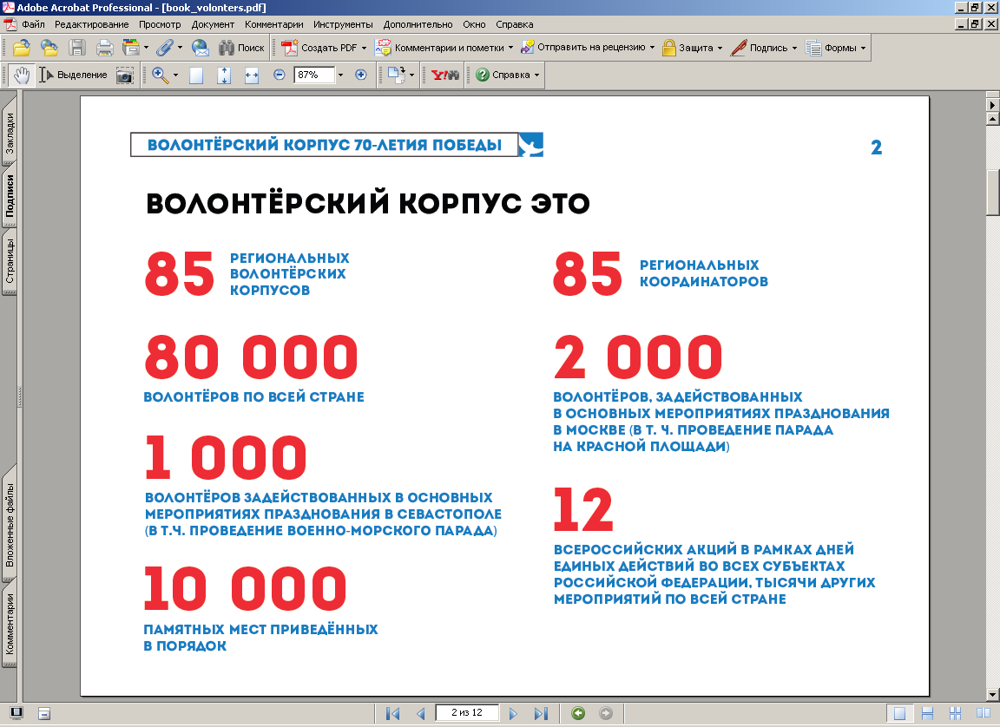 Adobe Acrobat Professional - [book_volonters.pdf]
Файл Редактирование Просмотр Документ Комментарии Инструменты Дополнительно Окно Справка
Поиск Создать PDF Комментарии и пометки Отправить на рецензию Защита Подпись Формы
Выделение 87% Y! Справка
Закладки
Подписи
Страницы
Вложенные файлы
Комментарии
ВОЛОНТЁРСКИЙ КОРПУС 70-ЛЕТИЯ ПОБЕДЫ
2
ВОЛОНТЁРСКИЙ КОРПУС ЭТО
85
РЕГИОНАЛЬНЫХ
ВОЛОНТЁРСКИХ
КОРПУСОВ
80 000
ВОЛОНТЁРОВ ПО ВСЕЙ СТРАНЕ
1 000
ВОЛОНТЁРОВ ЗАДЕЙСТВОВАННЫХ В ОСНОВНЫХ
МЕРОПРИЯТИЯХ ПРАЗДНОВАНИЯ В СЕВАСТОПОЛЕ
(В Т.Ч. ПРОВЕДЕНИЕ ВОЕННО-МОРСКОГО ПАРАДА)
10 000
ПАМЯТНЫХ МЕСТ ПРИВЕДЁННЫХ
В ПОРЯДОК
85
РЕГИОНАЛЬНЫХ
КООРДИНАТОРОВ
2 000
ВОЛОНТЁРОВ, ЗАДЕЙСТВОВАННЫХ
В ОСНОВНЫХ МЕРОПРИЯТИЯХ ПРАЗДНОВАНИЯ
В МОСКВЕ (В Т. Ч. ПРОВЕДЕНИЕ ПАРАДА
НА КРАСНОЙ ПЛОЩАДИ)
12
ВСЕРОССИЙСКИХ АКЦИЙ В РАМКАХ ДНЕЙ
ЕДИНЫХ ДЕЙСТВИЙ ВО ВСЕХ СУБЪЕКТАХ
РОССИЙСКОЙ ФЕДЕРАЦИИ, ТЫСЯЧИ ДРУГИХ
МЕРОПРИЯТИЙ ПО ВСЕЙ СТРАНЕ
2 из 12